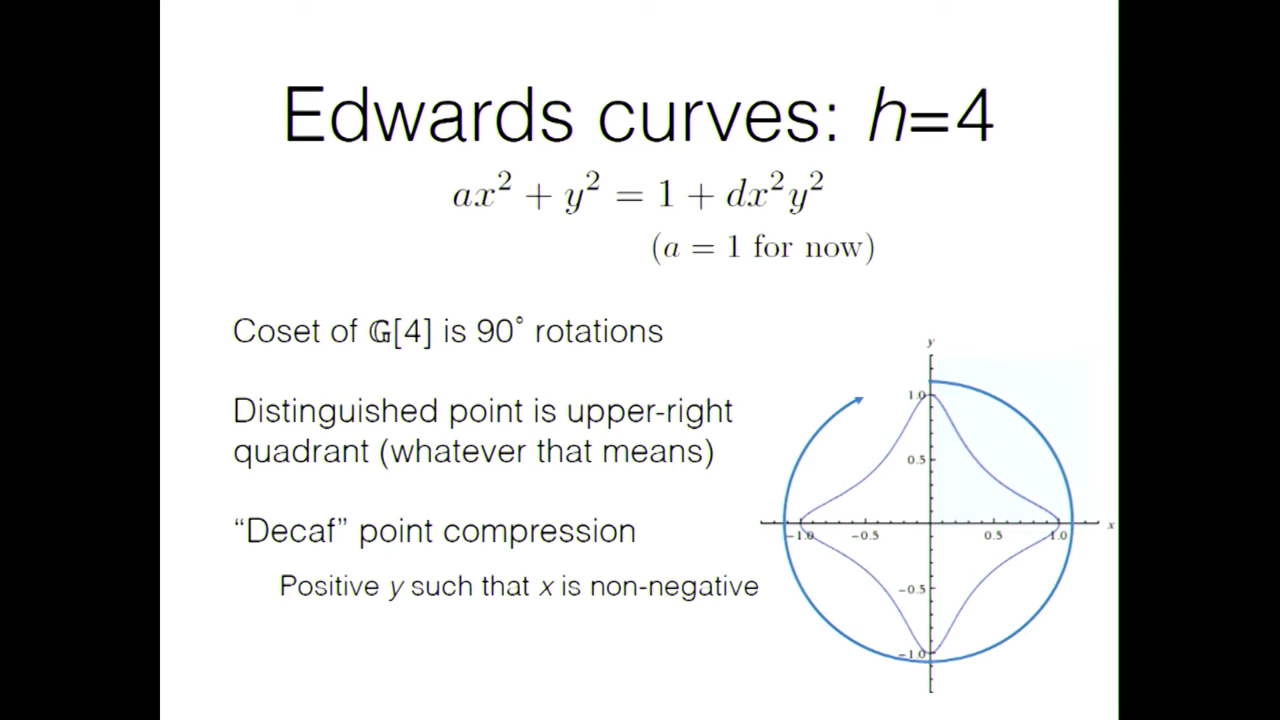 Edwards curves: h=4
ax² + y² = 1 + dx²y²
(a = 1 for now)
Coset of 𝔾[4] is 90˚ rotations
Distinguished point is upper-right
quadrant (whatever that means)
“Decaf” point compression
Positive y such that x is non-negative
y
1.0
0.5
−1.0
−0.5
0.5
1.0
x
−0.5
−1.0